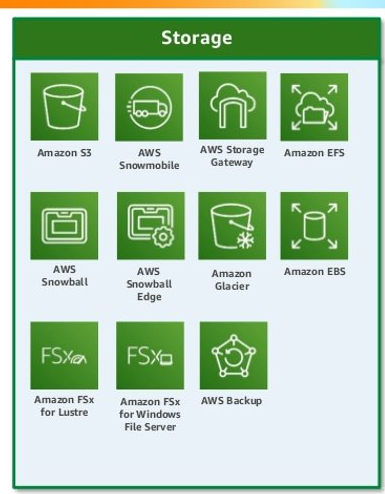 Storage
Amazon S3
AWS
Snowmobile
AWS Storage
Gateway
Amazon EFS
AWS
Snowball
AWS
Snowball
Edge
Amazon
Glacier
Amazon EBS
FSx
Amazon FSx
for Lustre
FSx
Amazon FSx
for Windows
File Server
AWS Backup